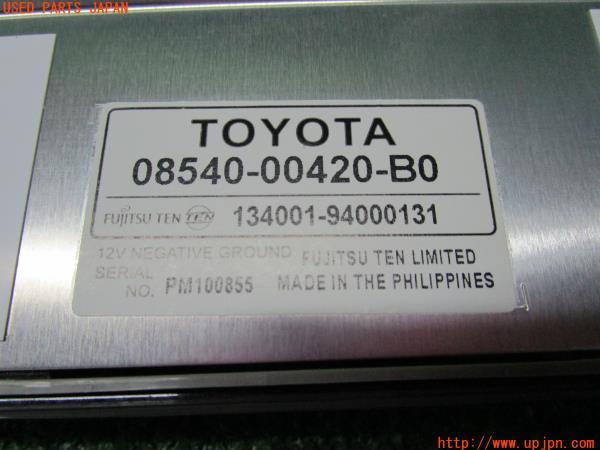 USED PARTS JAPAN
TOYOTA
08540-00420-B0
FUJITSU TEN TEN 134001-94000131
12V NEGATIVE GROUND FUJITSU TEN LIMITED
SERIAL NO. PM100855 MADE IN THE PHILIPPINES
http://www.upjpn.com